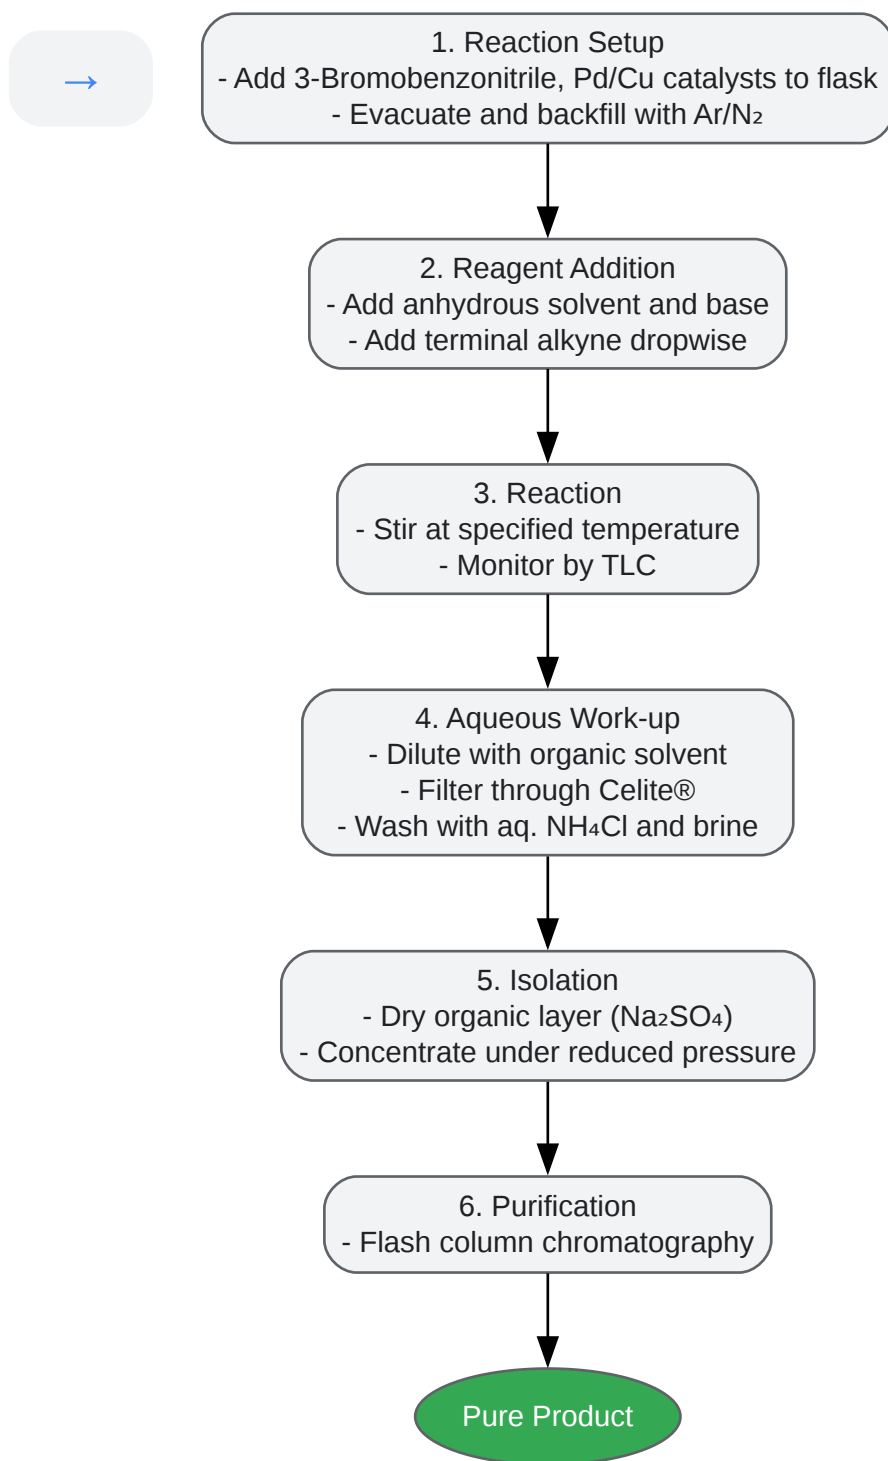 →
1. Reaction Setup
- Add 3-Bromobenzonitrile, Pd/Cu catalysts to flask
- Evacuate and backfill with Ar/N₂
2. Reagent Addition
- Add anhydrous solvent and base
- Add terminal alkyne dropwise
3. Reaction
- Stir at specified temperature
- Monitor by TLC
4. Aqueous Work-up
- Dilute with organic solvent
- Filter through Celite®
- Wash with aq. NH₄Cl and brine
5. Isolation
- Dry organic layer (Na₂SO₄)
- Concentrate under reduced pressure
6. Purification
- Flash column chromatography
Pure Product